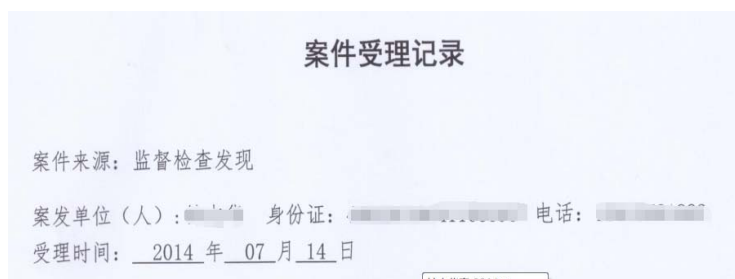 案件受理记录
案件来源：监督检查发现
案发单位（人）： 身份证： 电话：
受理时间： 2014 年 07 月 14 日